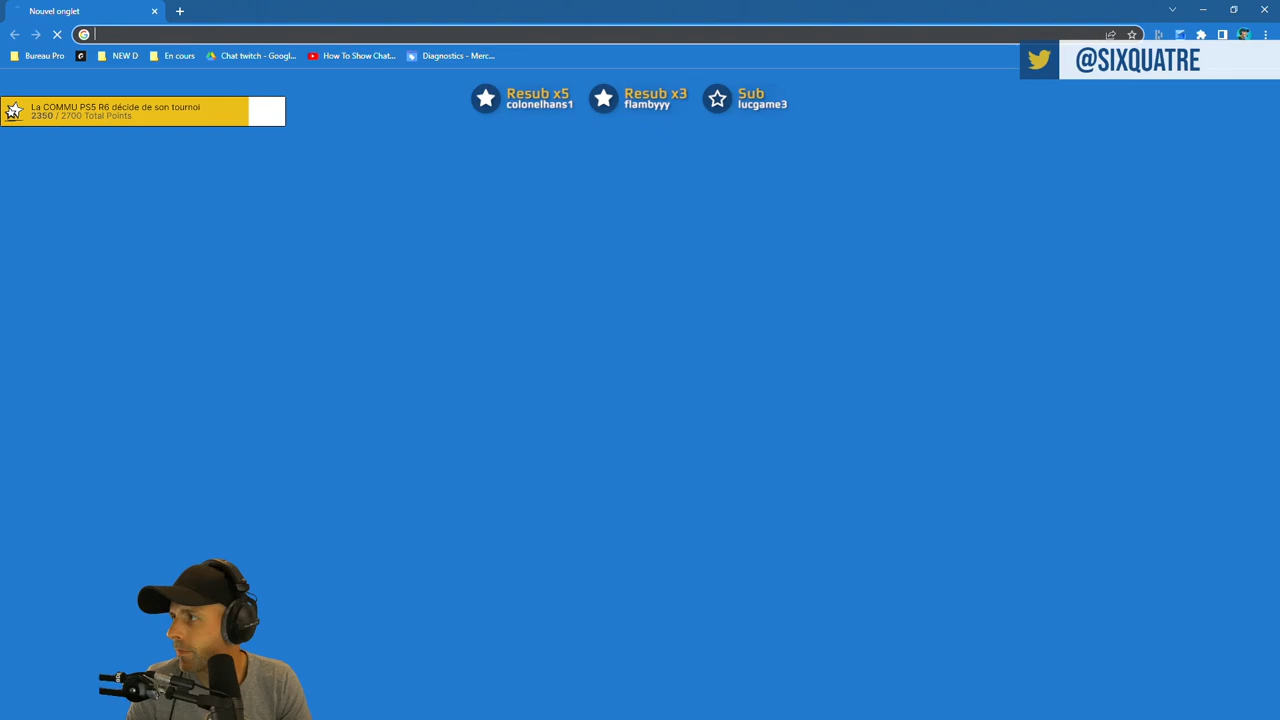 Nouvel onglet
Bureau Pro
NEW D
En cours
Chat twitch - Googl...
How To Show Chat...
Diagnostics - Merc...
@SIXQUATRE
La COMMU PS5 R6 décide de son tournoi
2350 / 2700 Total Points
Resub x5
colonelhans1
Resub x3
flambyyy
Sub
lucgame3